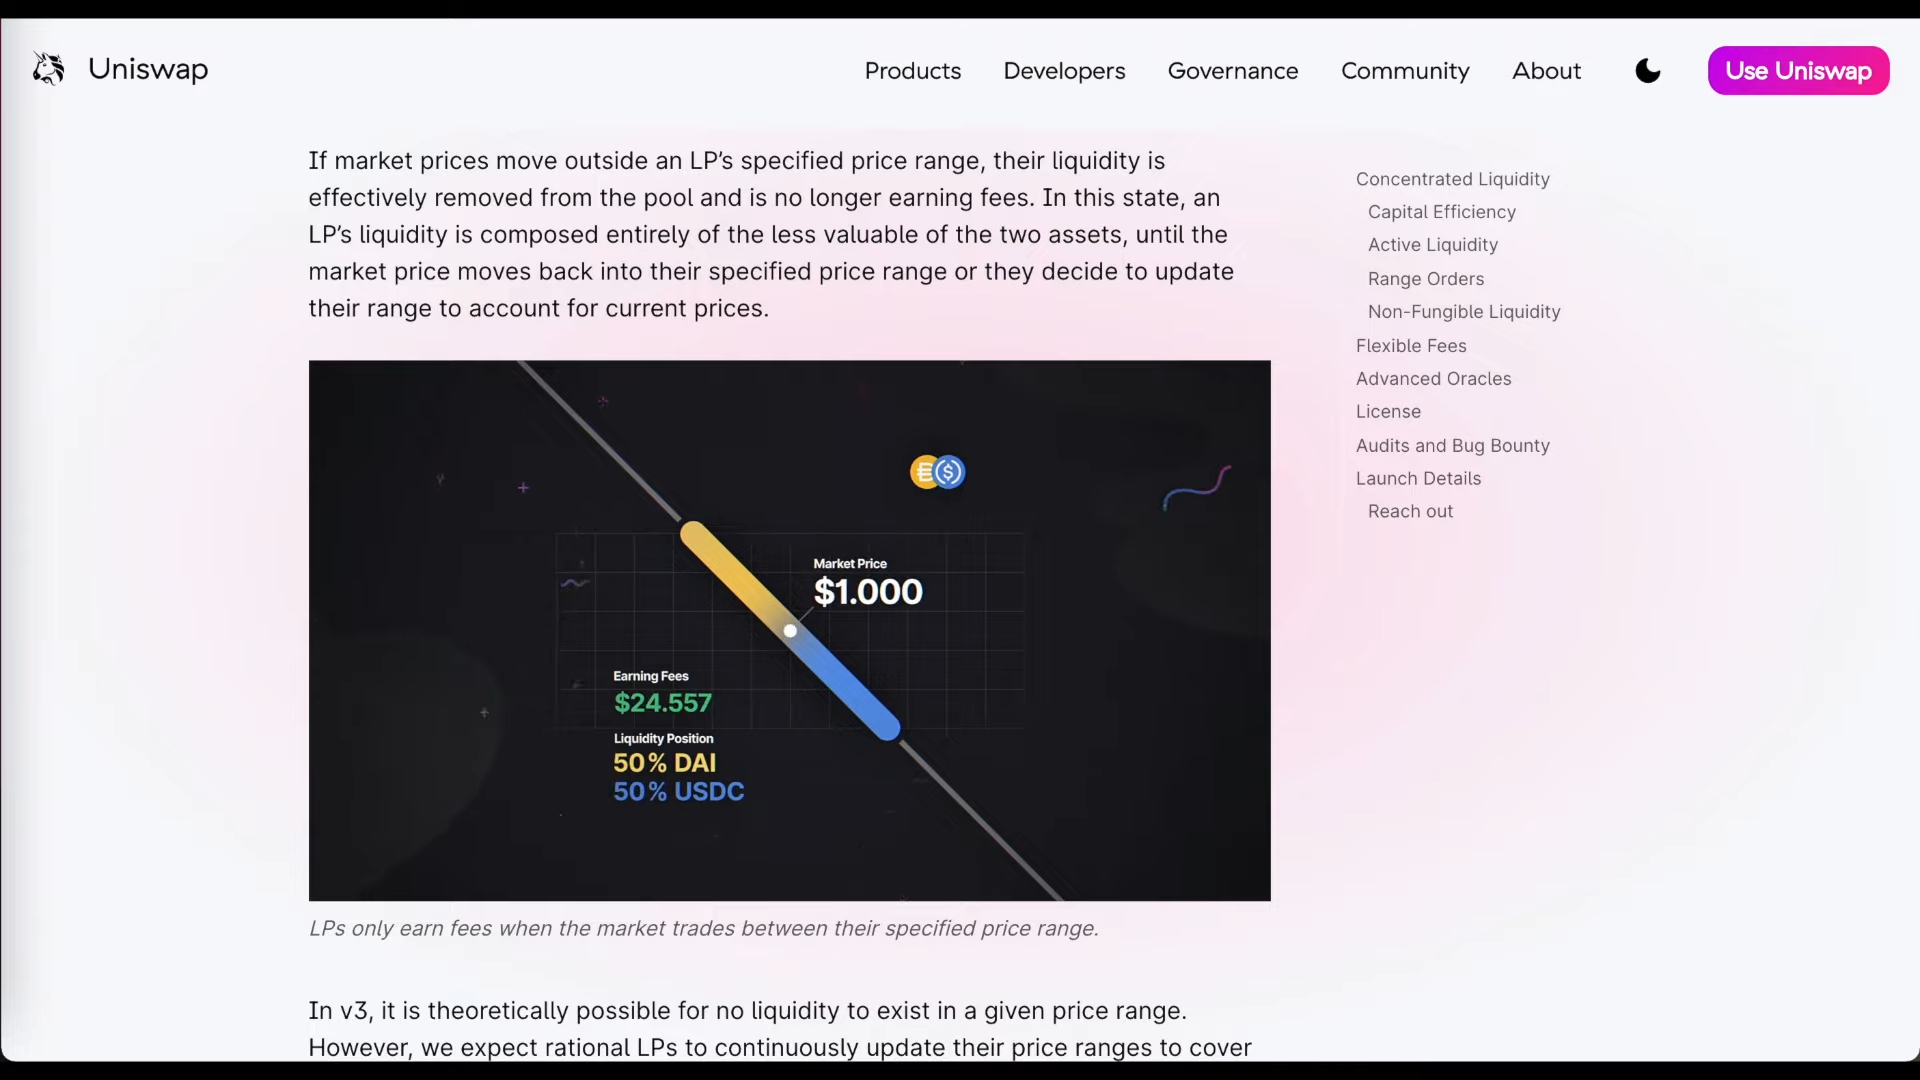 Uniswap
Products
Developers
Governance
Community
About
Use Uniswap
If market prices move outside an LP’s specified price range, their liquidity is
effectively removed from the pool and is no longer earning fees. In this state, an
LP’s liquidity is composed entirely of the less valuable of the two assets, until the
market price moves back into their specified price range or they decide to update
their range to account for current prices.
Market Price
$1.000
Earning Fees
$24.557
Liquidity Position
50% DAI
50% USDC
LPs only earn fees when the market trades between their specified price range.
In v3, it is theoretically possible for no liquidity to exist in a given price range.
However, we expect rational LPs to continuously update their price ranges to cover
Concentrated Liquidity
Capital Efficiency
Active Liquidity
Range Orders
Non-Fungible Liquidity
Flexible Fees
Advanced Oracles
License
Audits and Bug Bounty
Launch Details
Reach out